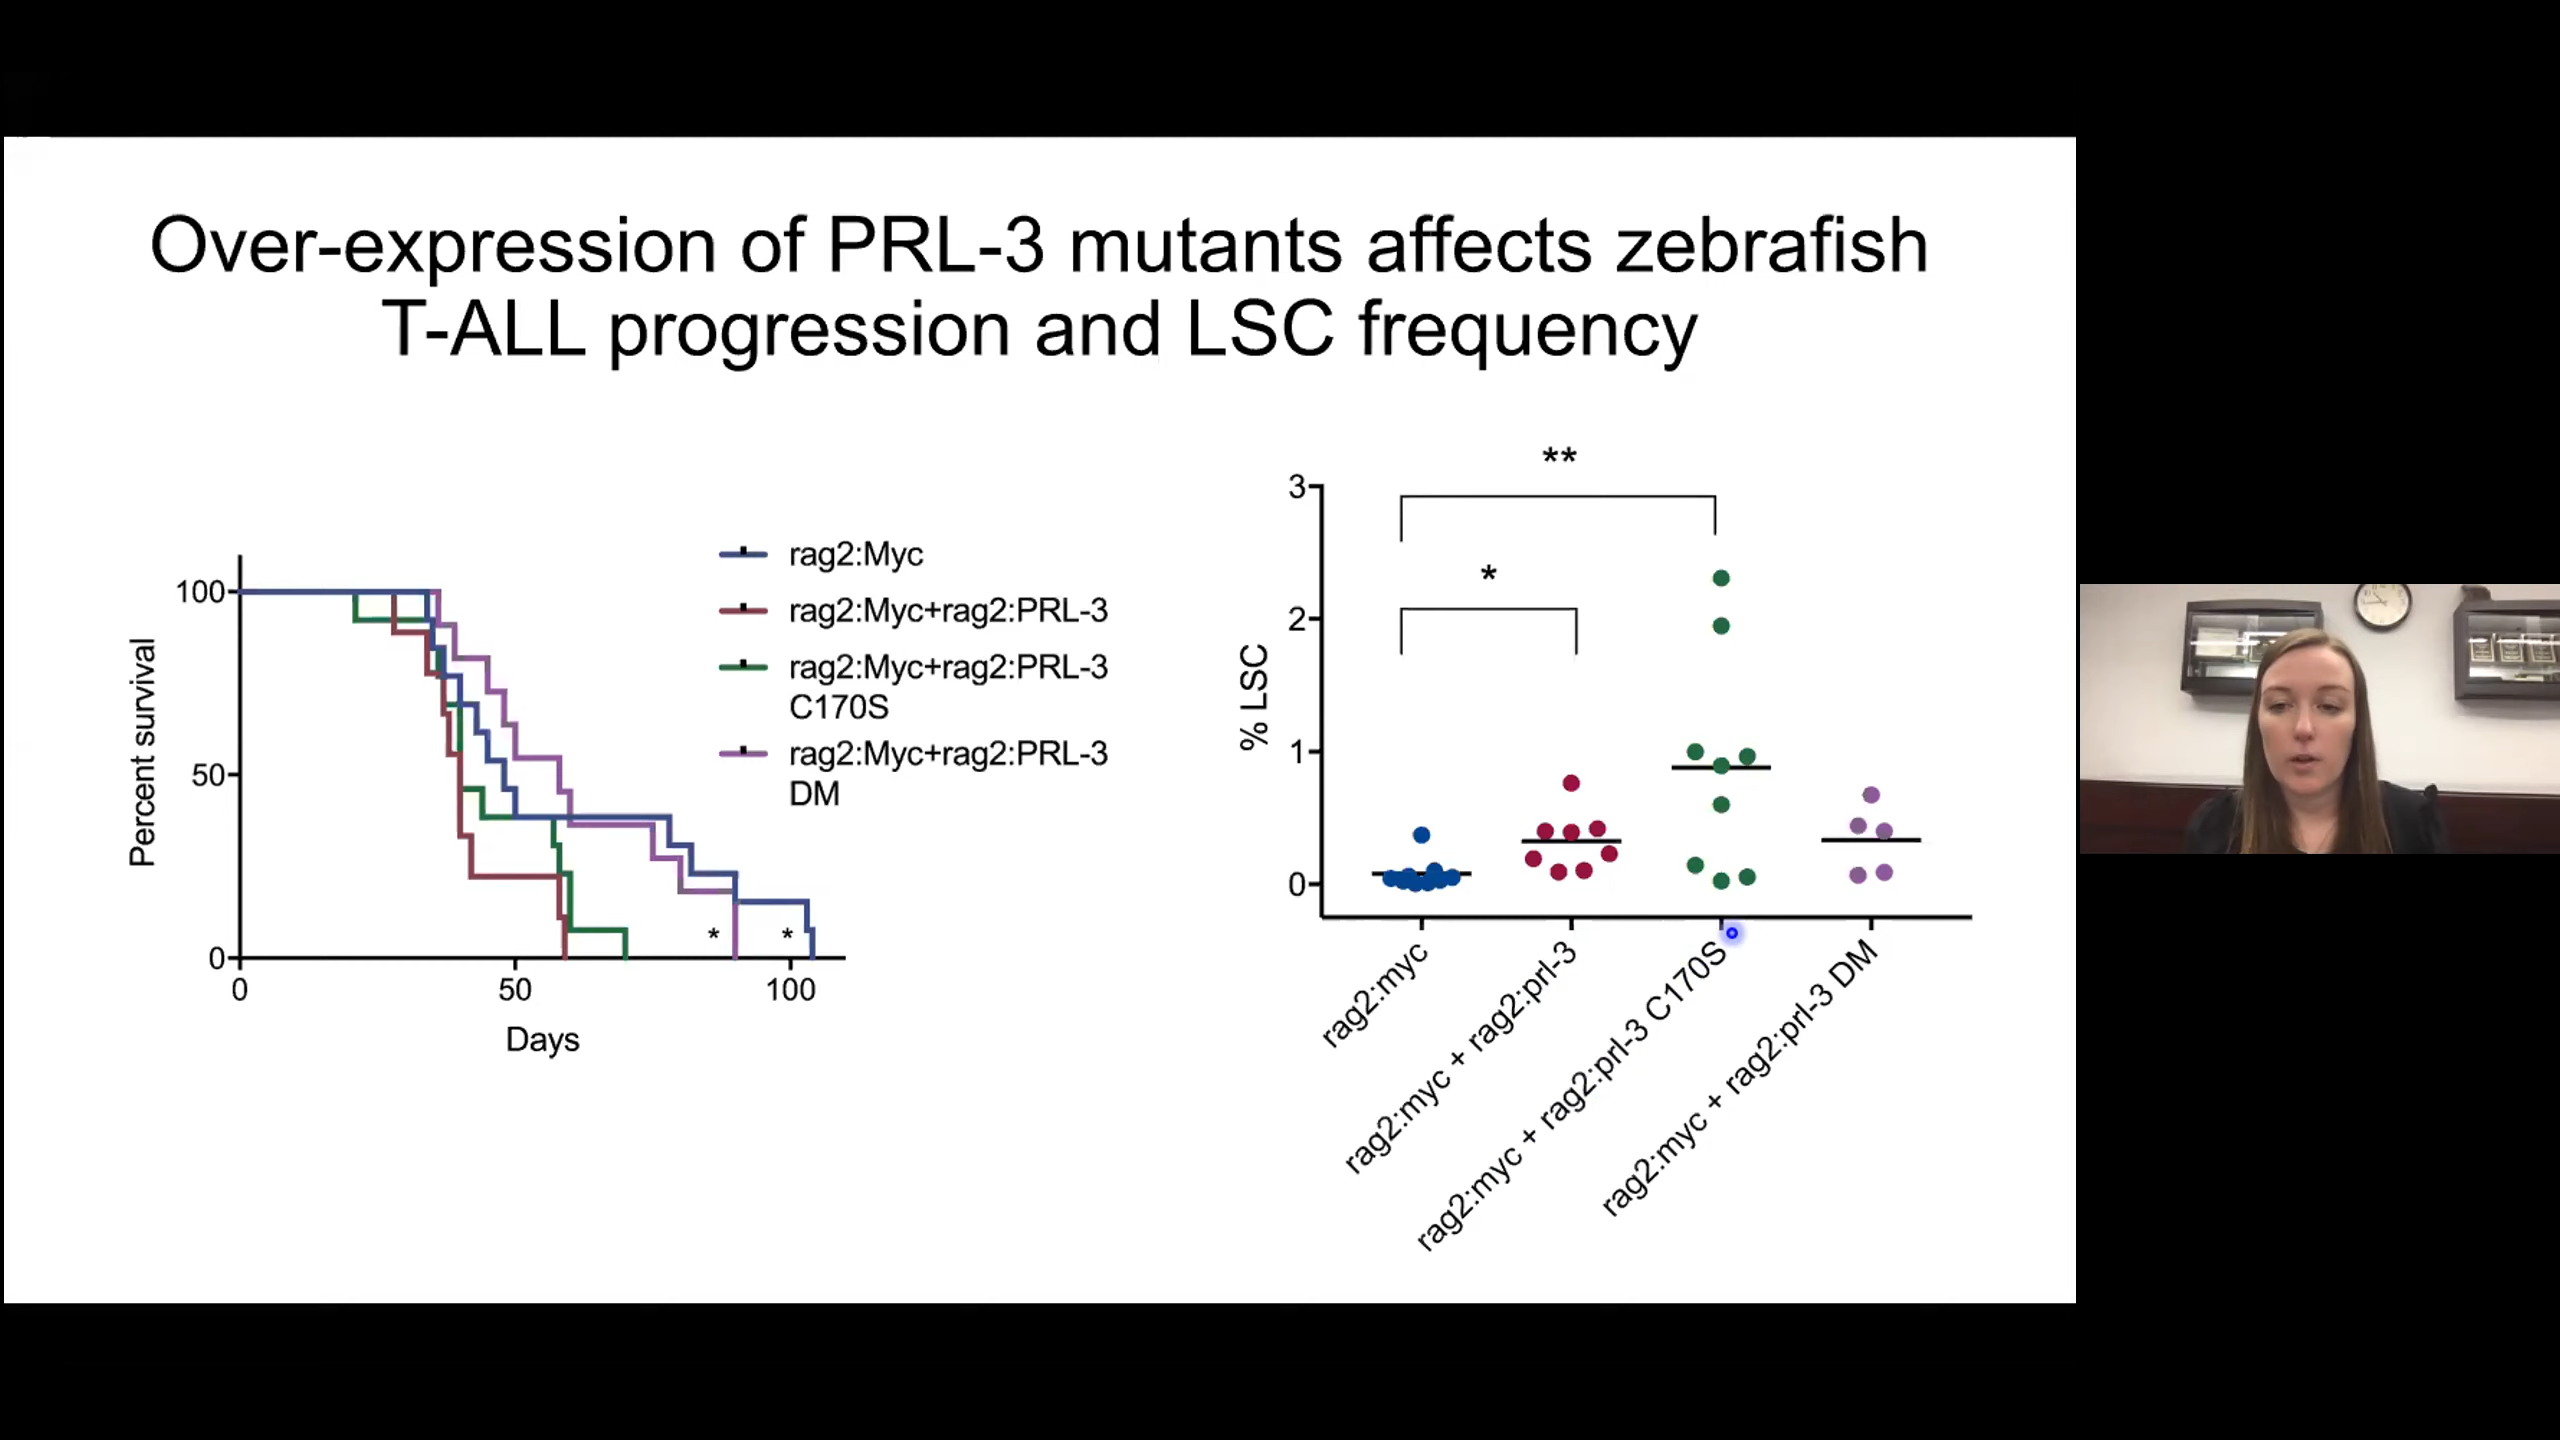 Over-expression of PRL-3 mutants affects zebrafish
T-ALL progression and LSC frequency
Percent survival
100
50
0
0
50
100
Days
*
*
rag2:Myc
rag2:Myc+rag2:PRL-3
rag2:Myc+rag2:PRL-3
C170S
rag2:Myc+rag2:PRL-3
DM
% LSC
3
2
1
0
**
*
rag2:myc
rag2:myc + rag2:prl-3
rag2:myc + rag2:prl-3 C170S
rag2:myc + rag2:prl-3 DM